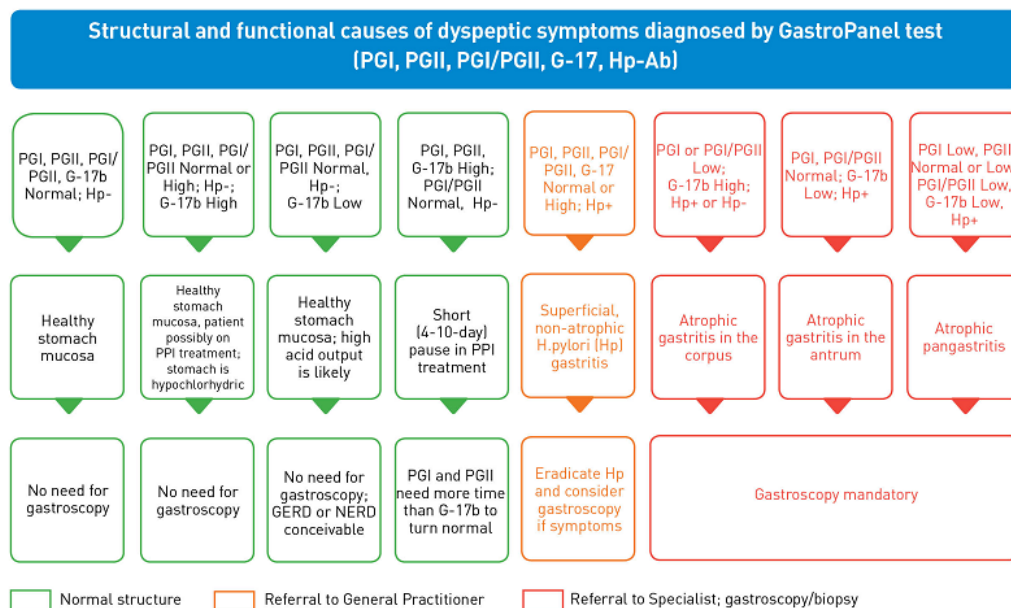 Structural and functional causes of dyspeptic symptoms diagnosed by GastroPanel test
(PGI, PGII, PGI/PGII, G-17, Hp-Ab)
PGI, PGII, PGI/
PGII, G-17b
Normal; Hp-
PGI, PGII, PGI/
PGII Normal or
High; Hp-;
G-17b High
PGI, PGII, PGI/
PGII Normal,
Hp-;
G-17b Low
PGI, PGII,
G-17b High;
PGI/PGII
Normal, Hp-
PGI, PGII, PGI/
PGII, G-17
Normal or
High; Hp+
PGI or PGI/PGII
Low;
G-17b High;
Hp+ or Hp-
PGI, PGI/PGII
Normal; G-17b
Low; Hp+
PGI Low, PGII
Normal or Low
PGI/PGII Low,
G-17b Low,
Hp+
Healthy
stomach
mucosa
Healthy
stomach
mucosa, patient
possibly on
PPI treatment;
stomach is
hypochlorhydric
Healthy
stomach
mucosa; high
acid output
is likely
Short
(4-10-day)
pause in PPI
treatment
Superficial,
non-atrophic
H.pylori (Hp)
gastritis
Atrophic
gastritis in the
corpus
Atrophic
gastritis in the
antrum
Atrophic
pangastritis
No need for
gastroscopy
No need for
gastroscopy
No need for
gastroscopy;
GERD or NERD
conceivable
PGI and PGII
need more time
than G-17b to
turn normal
Eradicate Hp
and consider
gastroscopy
if symptoms
Gastroscopy mandatory
Normal structure
Referral to General Practitioner
Referral to Specialist; gastroscopy/biopsy